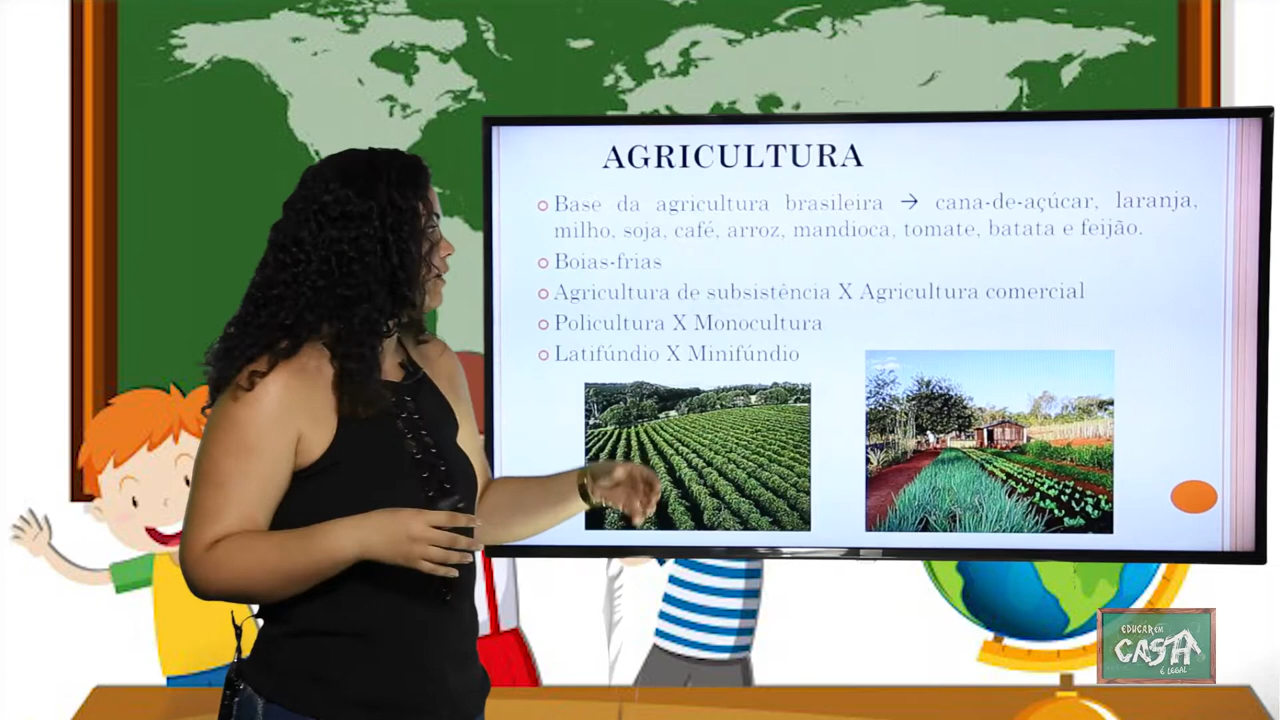 AGRICULTURA
Base da agricultura brasileira → cana-de-açúcar, laranja,
milho, soja, café, arroz, mandioca, tomate, batata e feijão.
Boias-frias
Agricultura de subsistência X Agricultura comercial
Policultura X Monocultura
Latifúndio X Minifúndio
EDUCAR EM
CASA
É LEGAL